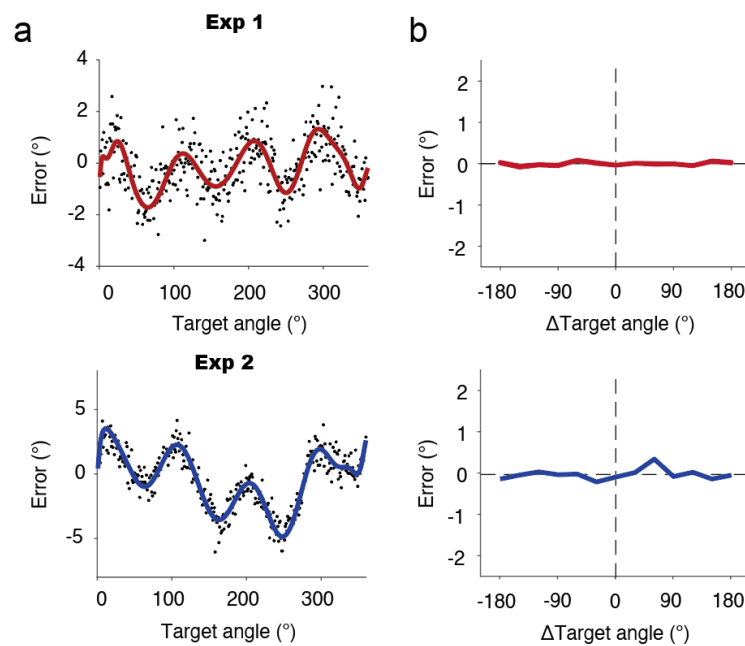 a
Exp 1
4
2
0
-2
-4
Error (°)
0 100 200 300
Target angle (°)
b
2
1
0
-1
-2
Error (°)
-180 -90 0 90 180
ΔTarget angle (°)
Exp 2
5
0
-5
Error (°)
0 100 200 300
Target angle (°)
2
1
0
-1
-2
Error (°)
-180 -90 0 90 180
ΔTarget angle (°)